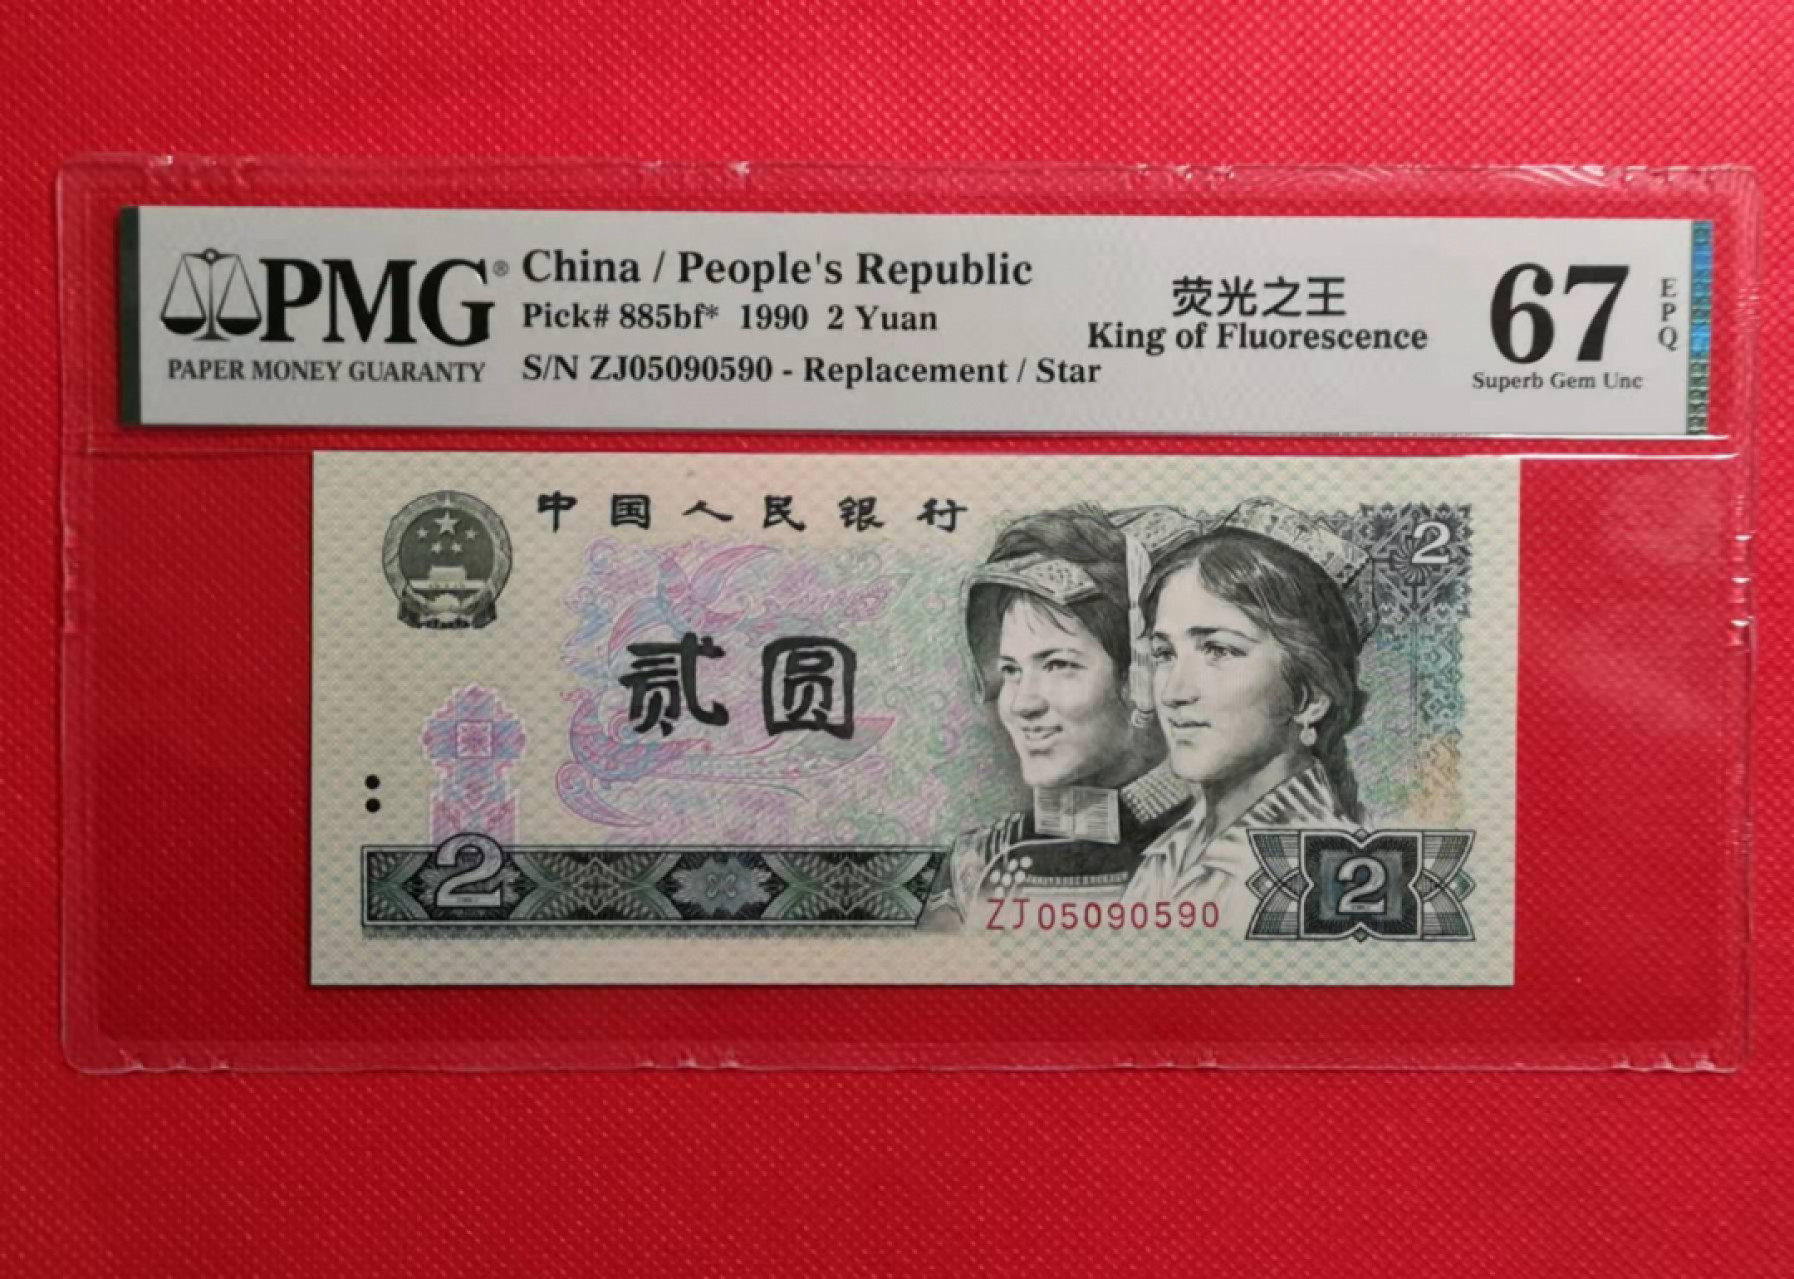 PMG®
PAPER MONEY GUARANTY
China / People's Republic
Pick# 885bf* 1990 2 Yuan
S/N ZJ05090590 - Replacement / Star
荧光之王
King of Fluorescence
67
EPQ
Superb Gem Unc
中国人民银行
2
贰圆
2
ZJ05090590
2